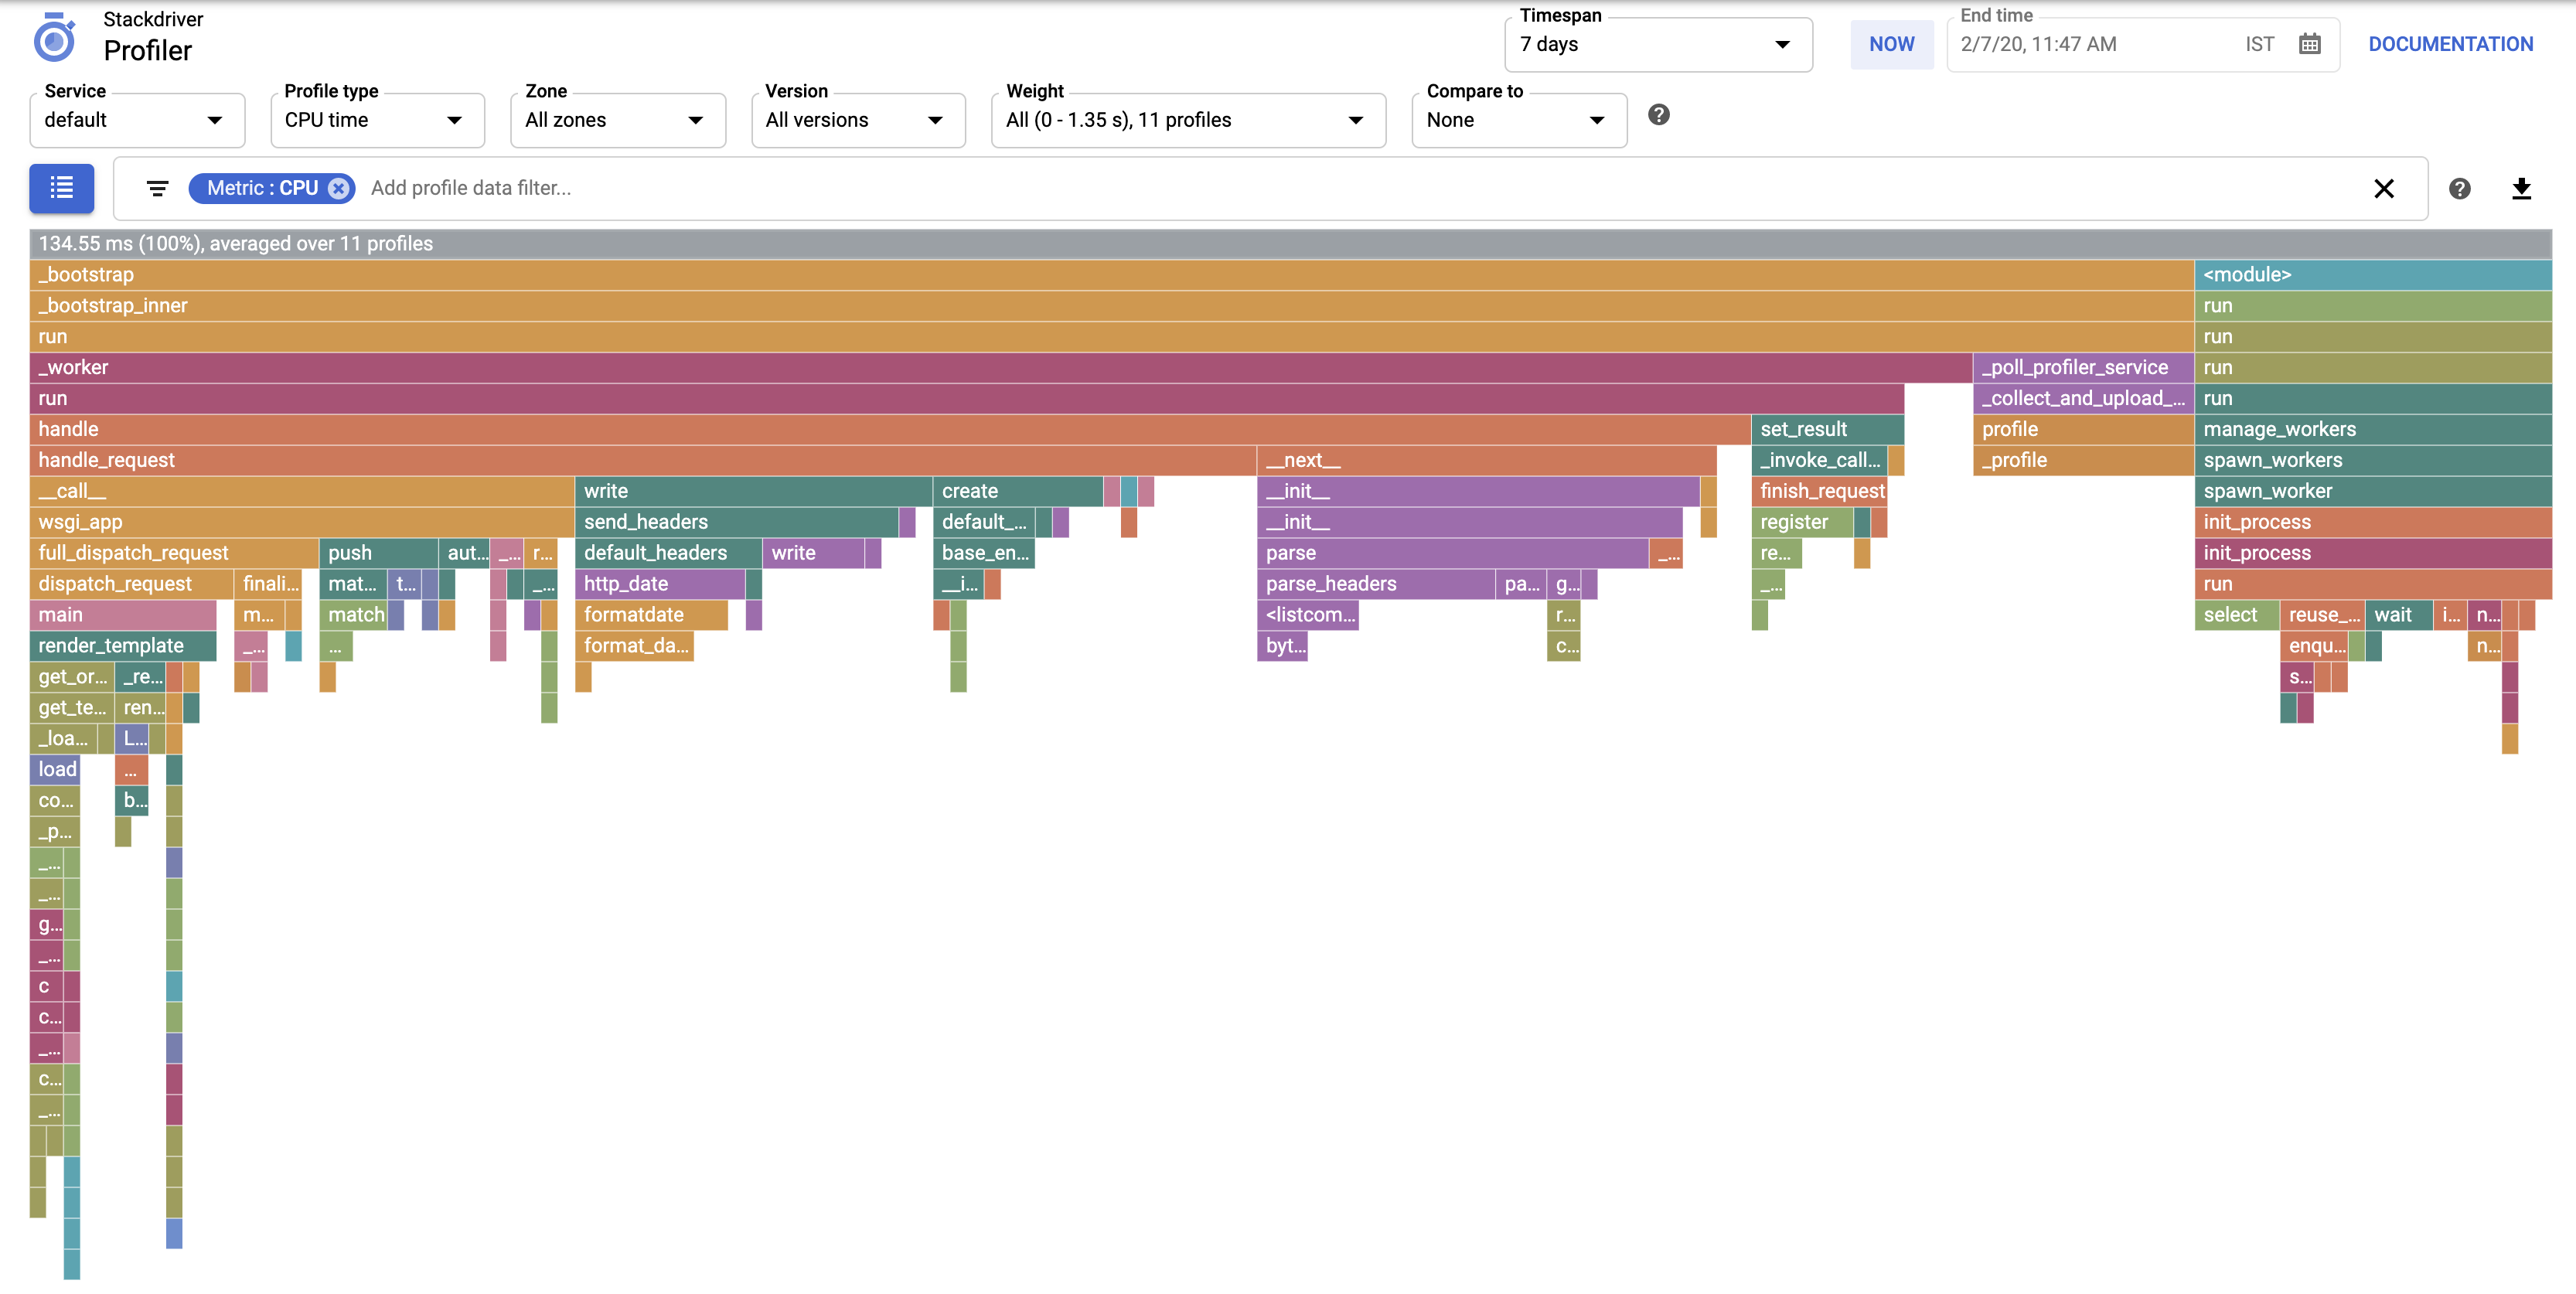 Stackdriver
Profiler
Timespan
7 days
NOW
End time
2/7/20, 11:47 AM IST
DOCUMENTATION
Service
default
Profile type
CPU time
Zone
All zones
Version
All versions
Weight
All (0 - 1.35 s), 11 profiles
Compare to
None
Metric : CPU
Add profile data filter...
134.55 ms (100%), averaged over 11 profiles
_bootstrap <module>
_bootstrap_inner run
run run
_worker _poll_profiler_service run
run _collect_and_upload_... run
handle set_result profile manage_workers
handle_request __next__ _invoke_call... _profile spawn_workers
__call__ write create __init__ finish_request spawn_worker
wsgi_app send_headers default_... __init__ register init_process
full_dispatch_request push aut... _... r... default_headers write base_en... parse _... re... init_process
dispatch_request finali... mat... t... _... http_date __i... parse_headers pa... g... _... run
main m... match formatdate <listcom... r... select reuse_... wait i... n...
render_template _... ... format_da... byt... c... enqu... n...
get_or... _re... s...
get_te... ren...
_loa... L...
load ...
co... b...
_p...
_...
_...
g...
_...
c
c...
_...
c...
_...